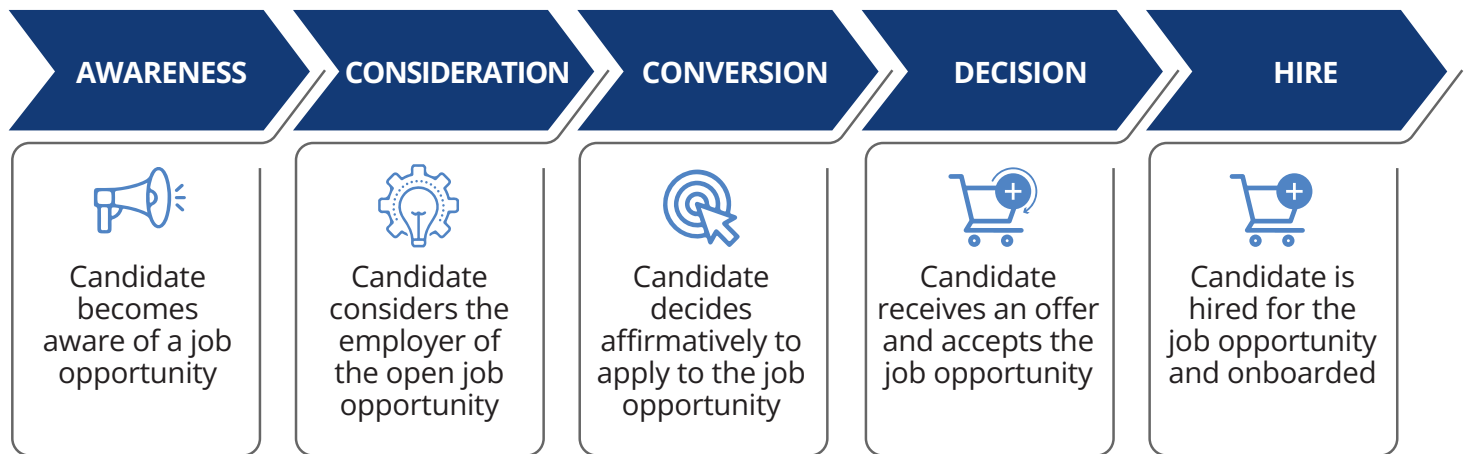 AWARENESS
CONSIDERATION
CONVERSION
DECISION
HIRE
Candidate
becomes
aware of a job
opportunity
Candidate
considers the
employer of
the open job
opportunity
Candidate
decides
affirmatively to
apply to the job
opportunity
Candidate
receives an offer
and accepts the
job opportunity
Candidate is
hired for the
job opportunity
and onboarded